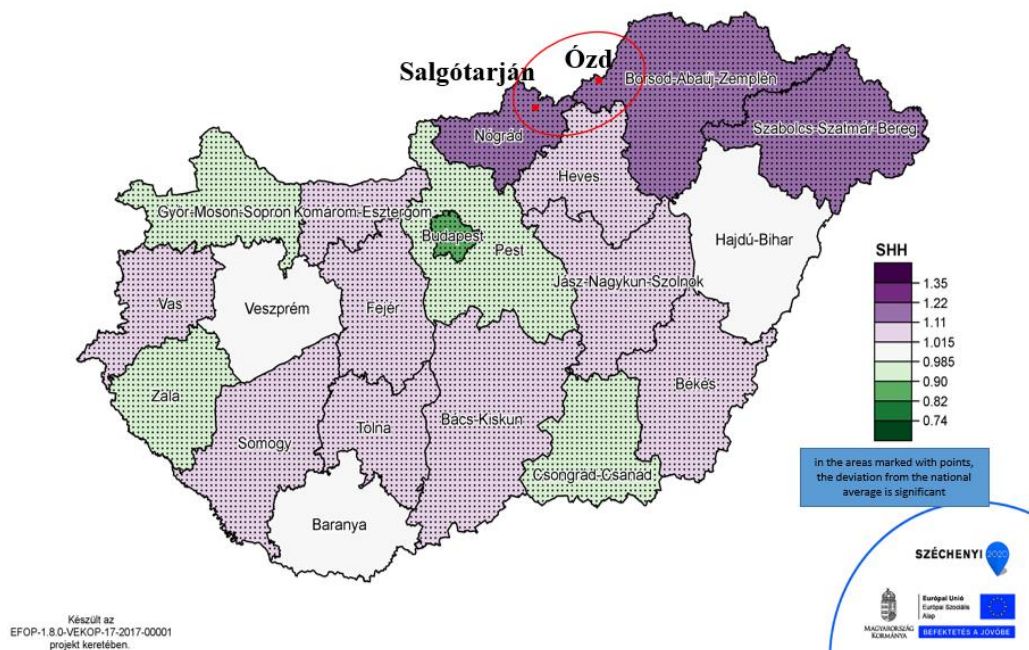 Ózd
Salgótarján
Borsod-Abaúj-Zemplén
Szabolcs-Szatmár-Bereg
Nógrád
Heves
Győr-Moson-Sopron
Komárom-Esztergom
Budapest
Pest
Hajdú-Bihar
Jász-Nagykun-Szolnok
Vas
Veszprém
Fejér
Zala
Somogy
Tolna
Bács-Kiskun
Békés
Csongrád-Csanád
Baranya
SHH
1.35
1.22
1.11
1.015
0.985
0.90
0.82
0.74
in the areas marked with points,
the deviation from the national
average is significant
SZÉCHENYI 2020
MAGYARORSZÁG
KORMÁNYA
Európai Unió
Európai Szociális
Alap
BEFEKTETÉS A JÖVŐBE
Készült az
EFOP-1.8.0-VEKOP-17-2017-00001
projekt keretében.